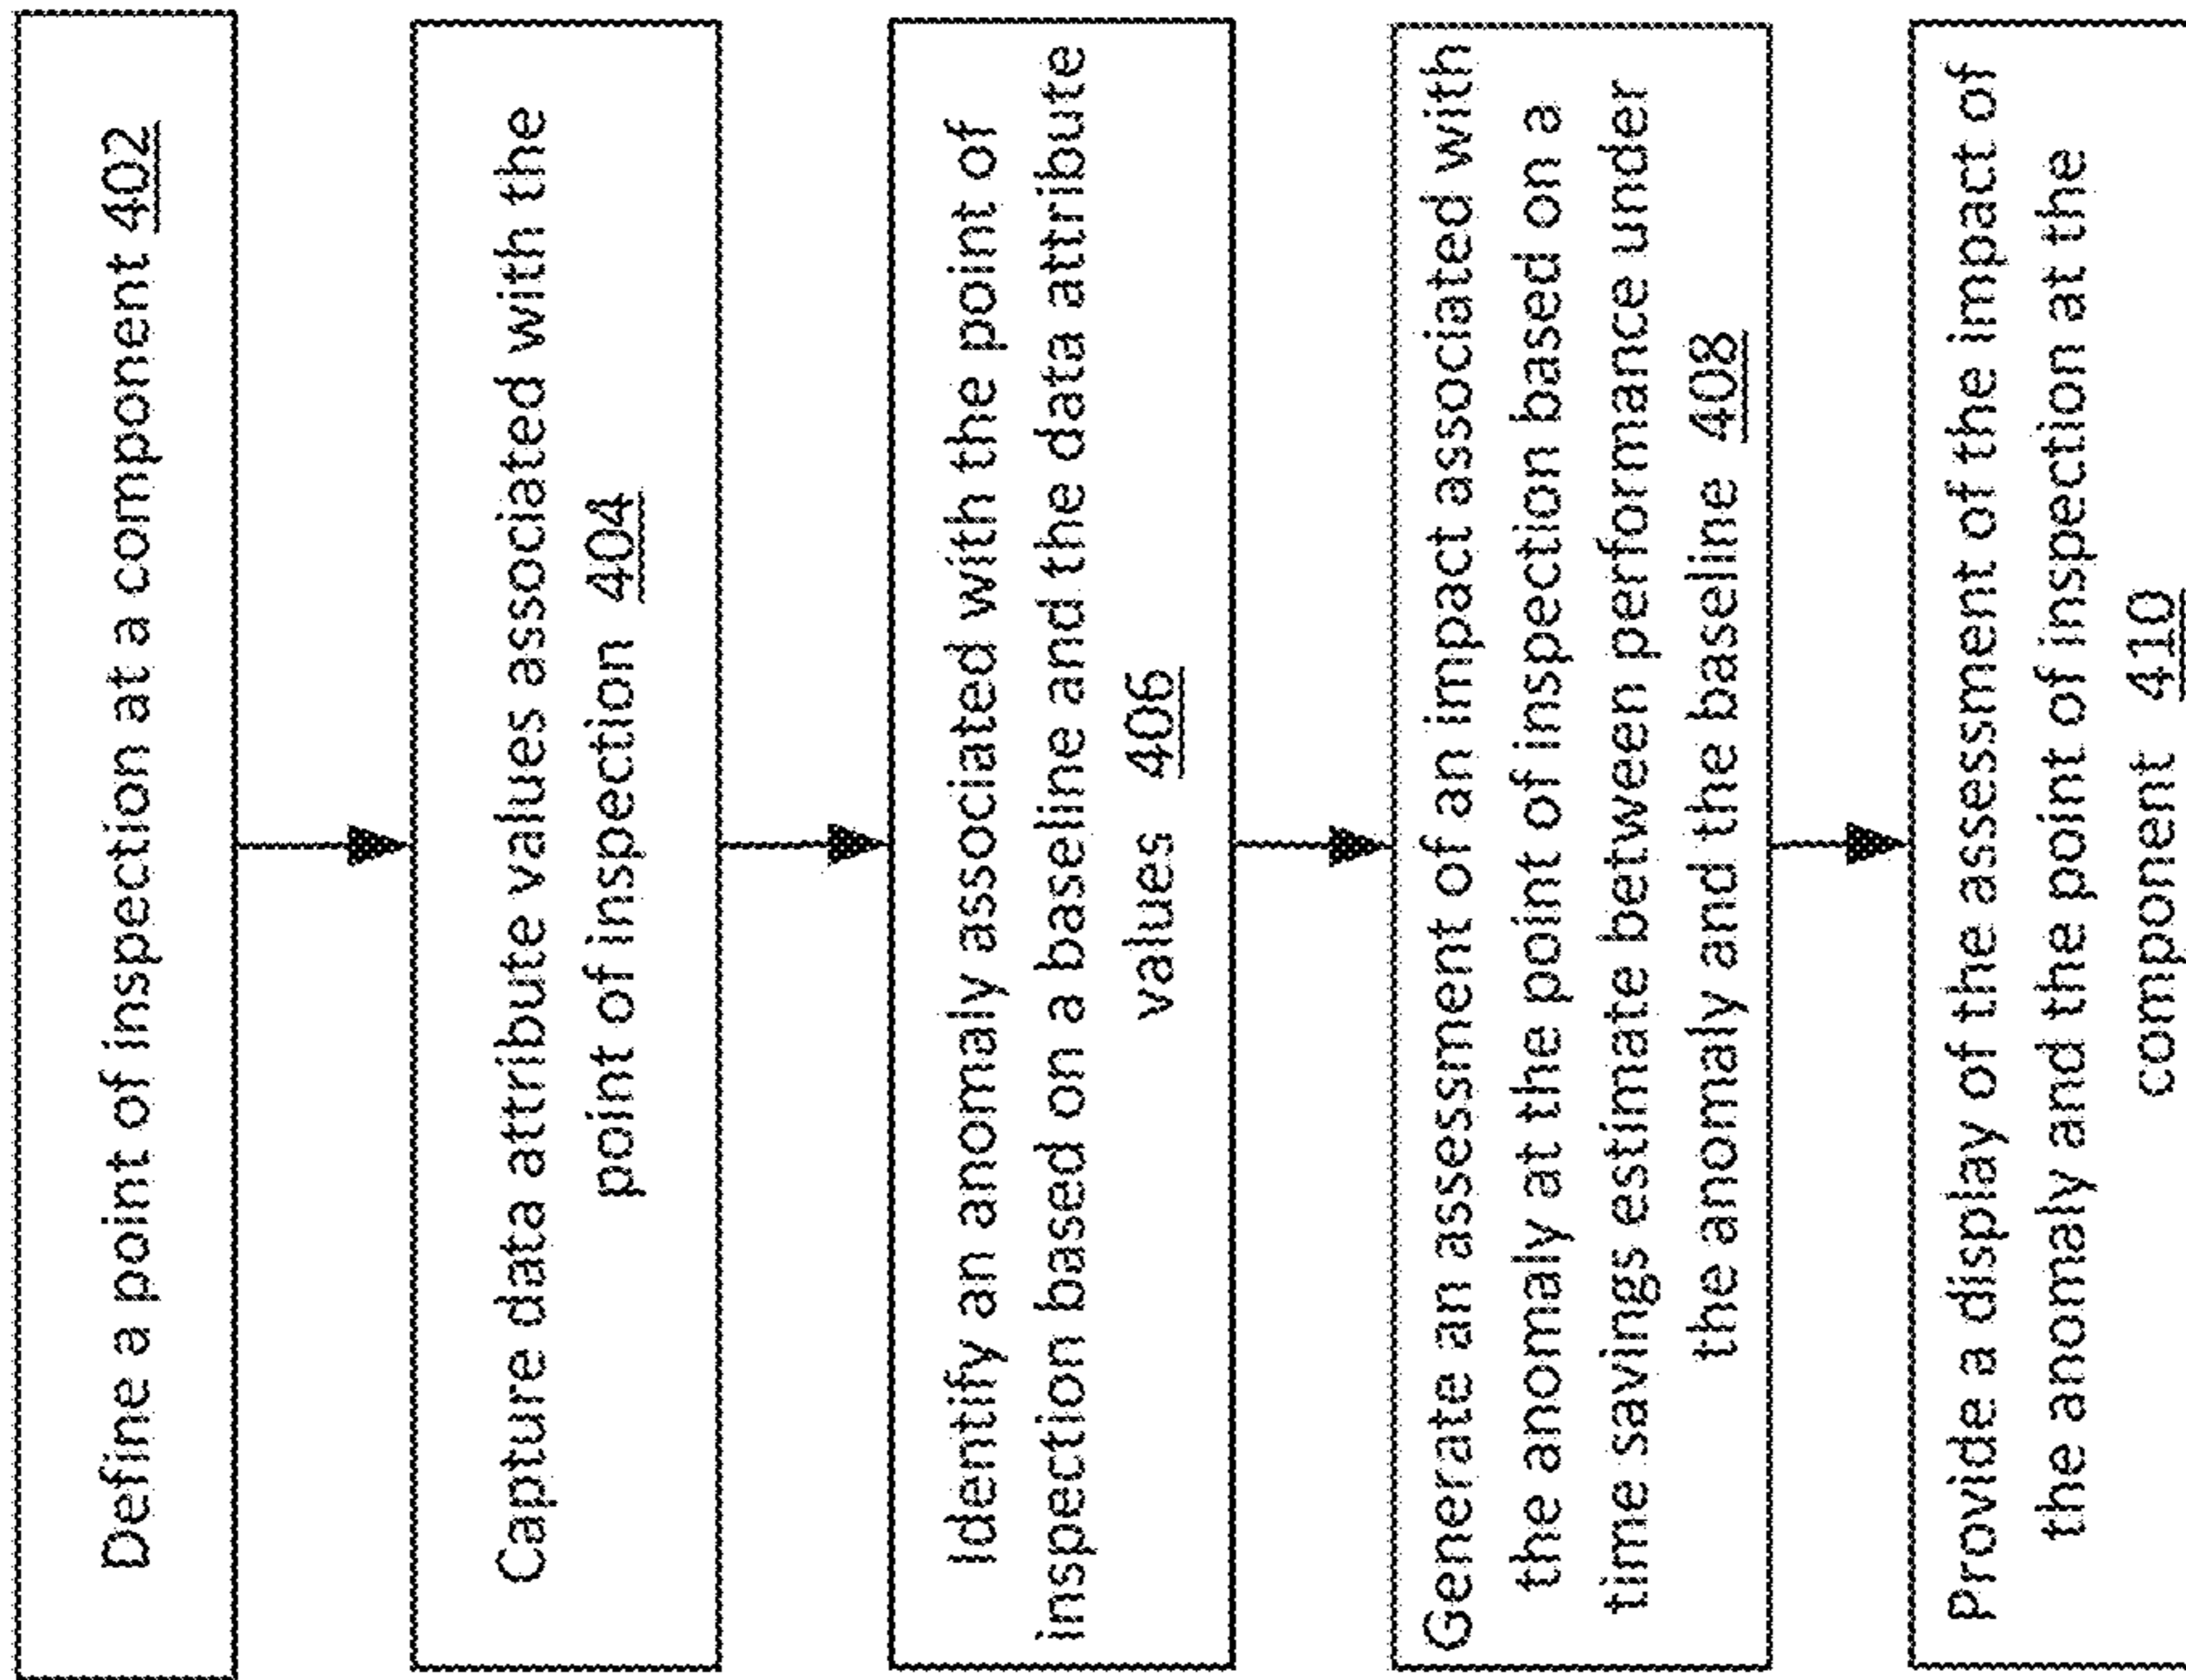 Define a point of inspection at a component 402
Capture data attribute values associated with the
point of inspection 404
Identify an anomaly associated with the point of
inspection based on a baseline and the data attribute
values 406
Generate an assessment of an impact associated with
the anomaly at the point of inspection based on a
time savings estimate between performance under
the anomaly and the baseline 408
Provide a display of the assessment of the impact of
the anomaly and the point of inspection at the
component 410